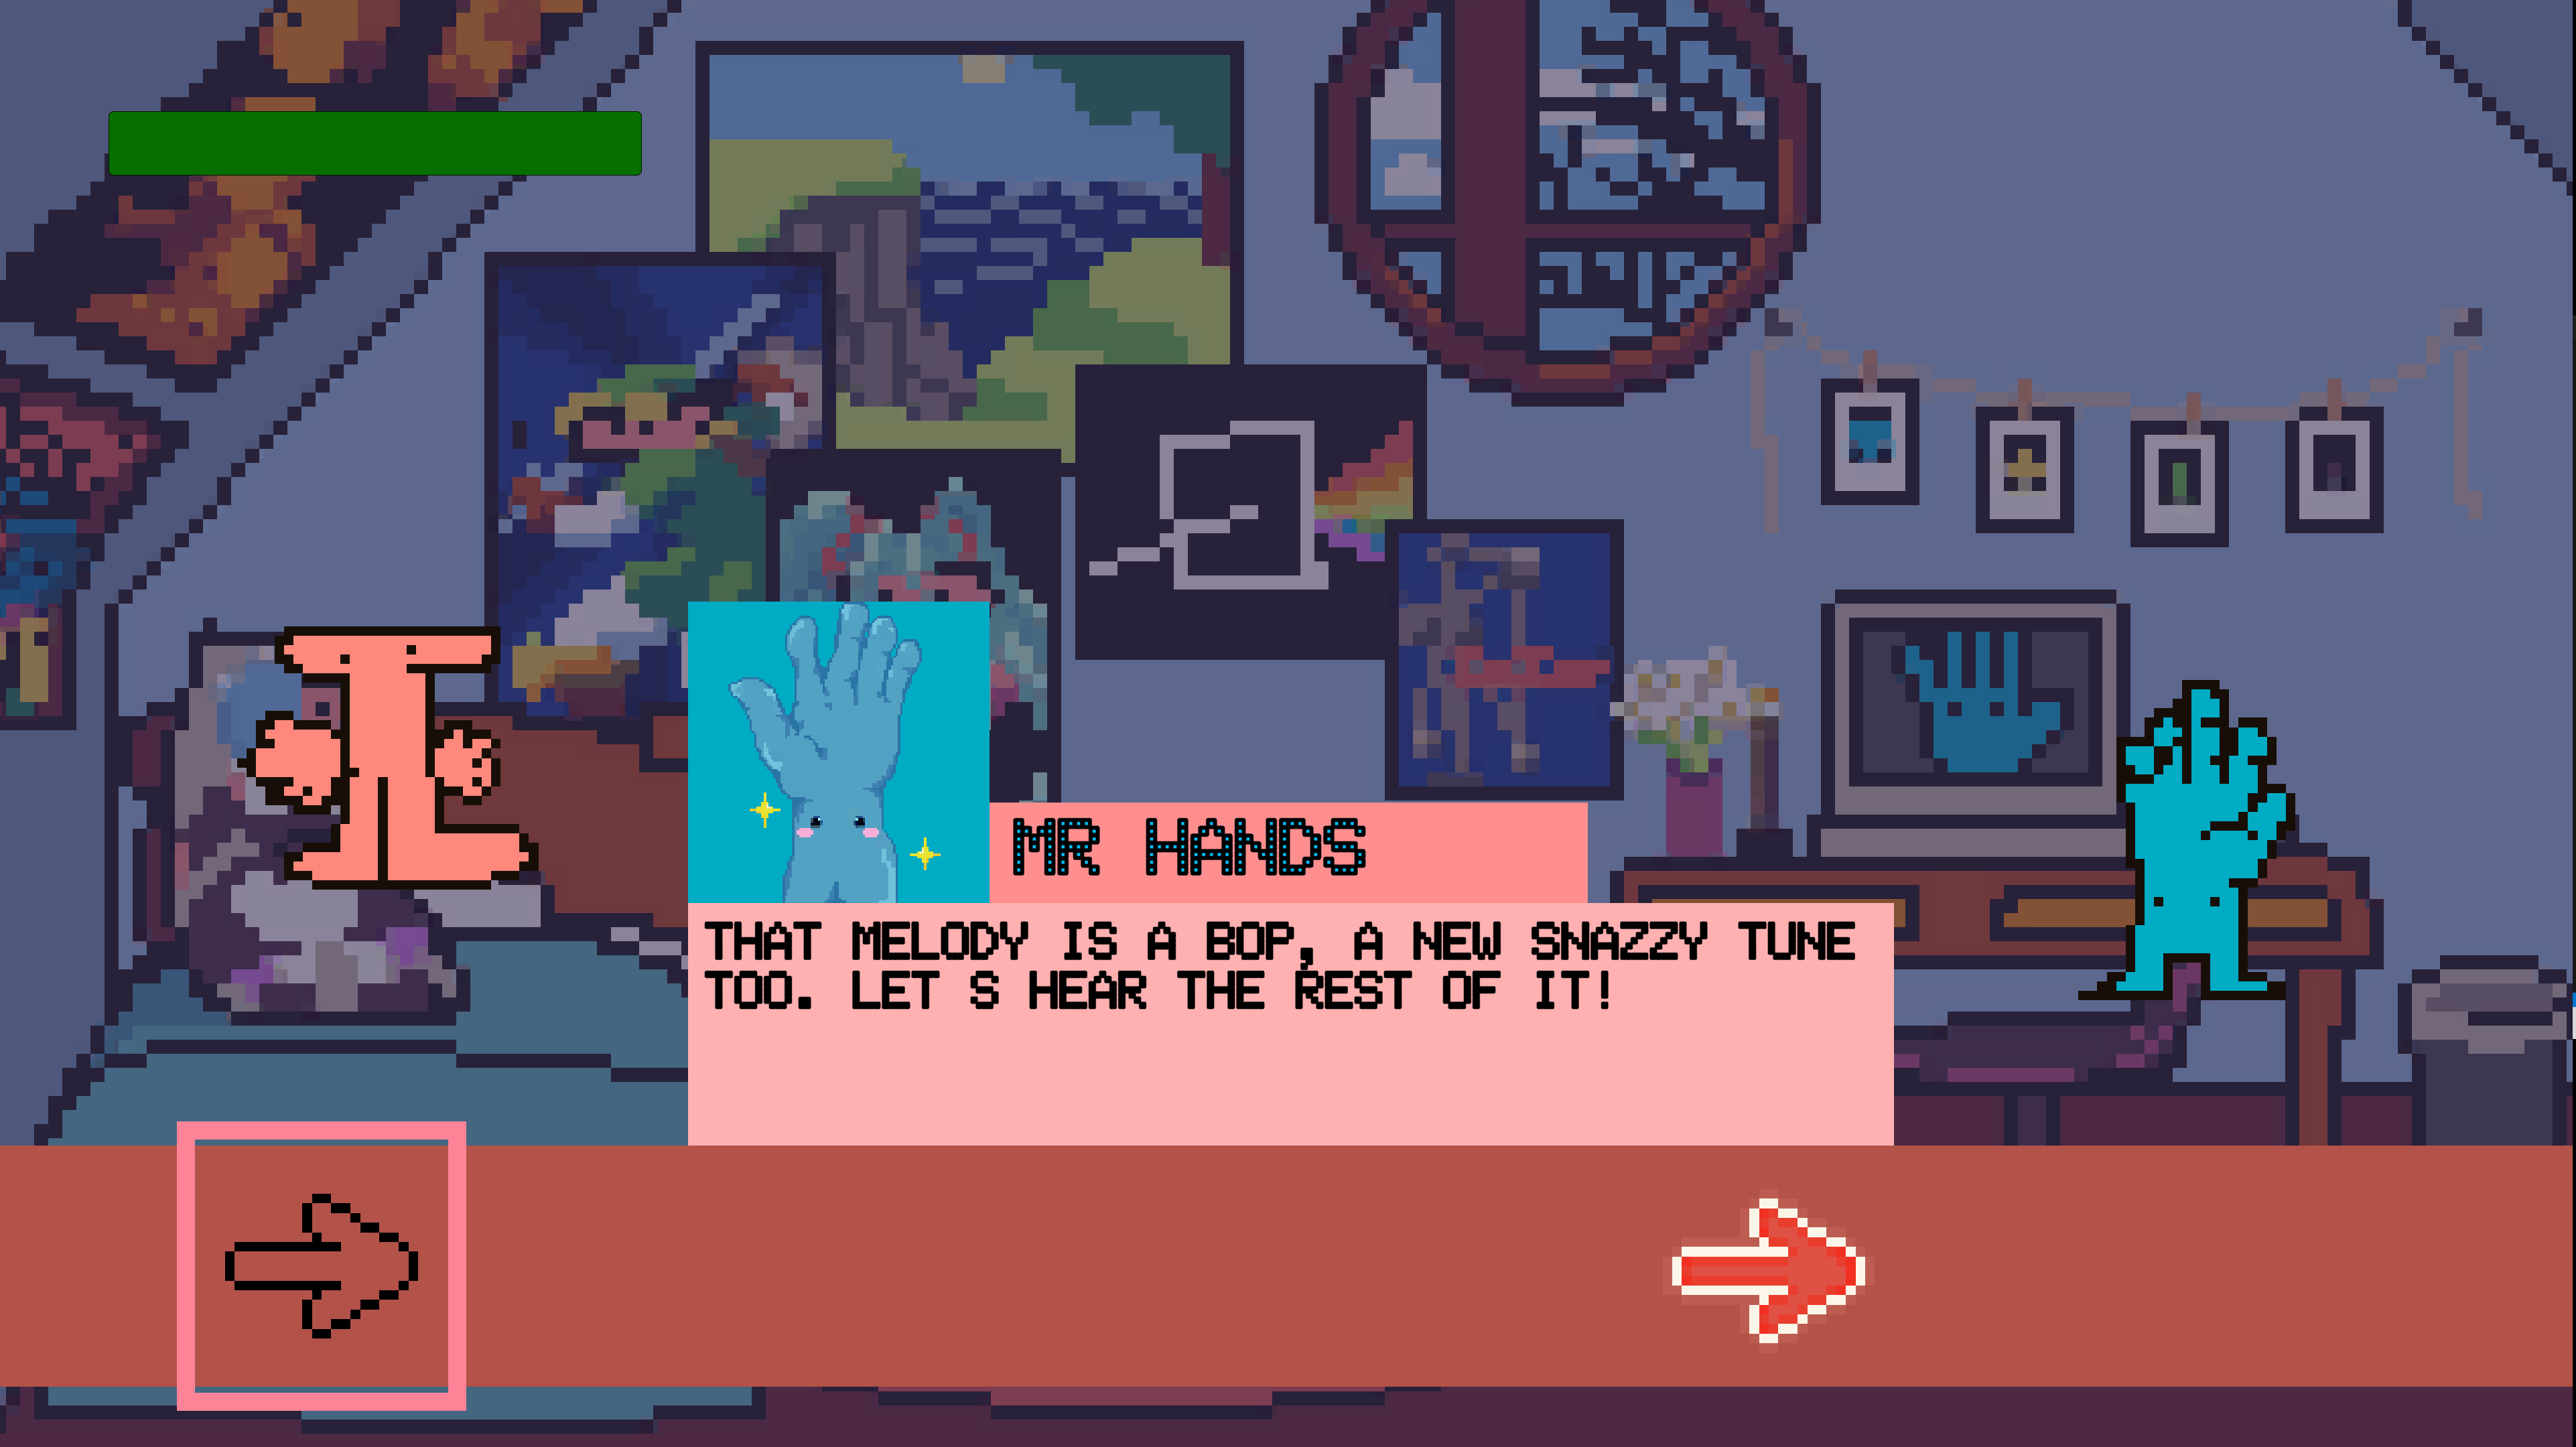 MR HANDS
THAT MELODY IS A BOP, A NEW SNAZZY TUNE
TOO. LET S HEAR THE REST OF IT!